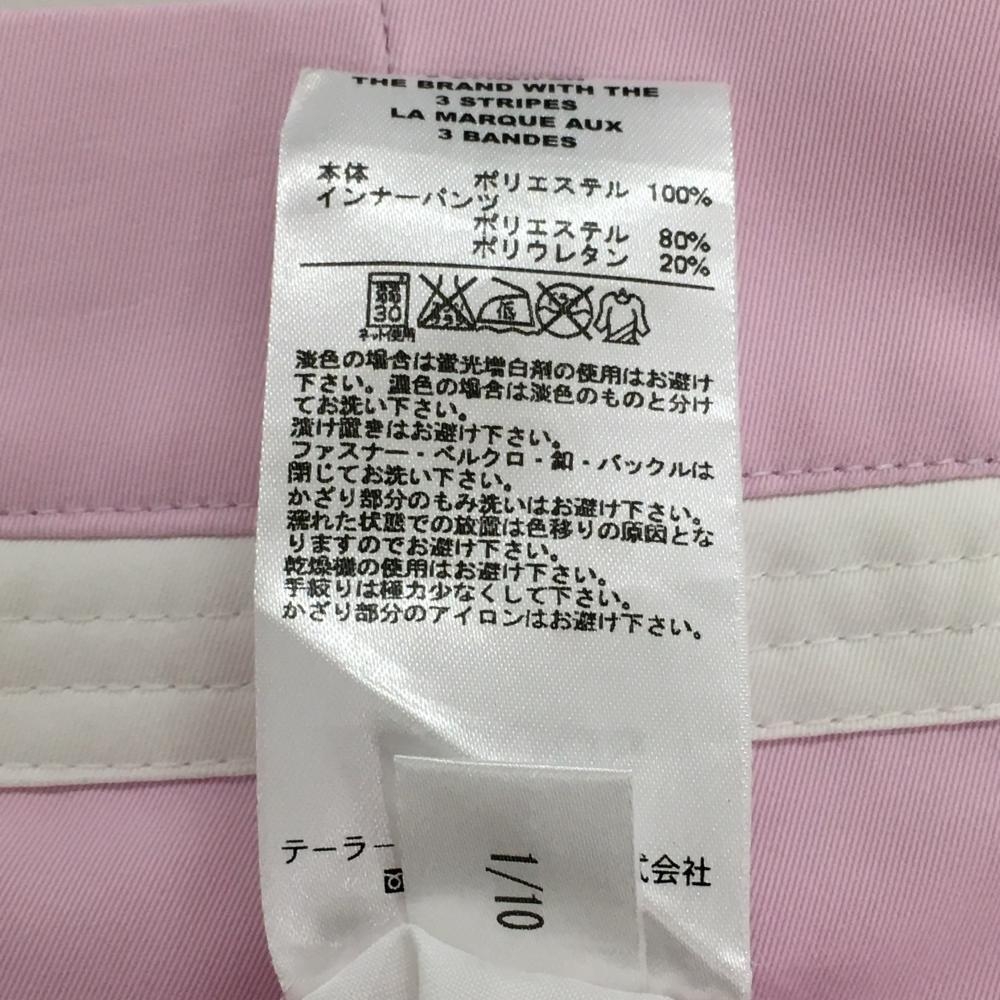 THE BRAND WITH THE
3 STRIPES
LA MARQUE AUX
3 BANDES
本体 ポリエステル 100%
インナーパンツ
ポリエステル 80%
ポリウレタン 20%
30 低
ネット使用
淡色の場合は蛍光増白剤の使用はお避け
下さい。濃色の場合は淡色のものと分け
てお洗い下さい。
漬け置きはお避け下さい。
ファスナー・ベルクロ・釦・バックルは
閉じてお洗い下さい。
かざり部分のもみ洗いはお避け下さい。
濡れた状態での放置は色移りの原因とな
りますのでお避け下さい。
乾燥機の使用はお避け下さい。
手絞りは極力少なくして下さい。
かざり部分のアイロンはお避け下さい。
テーラー 会社
1/10